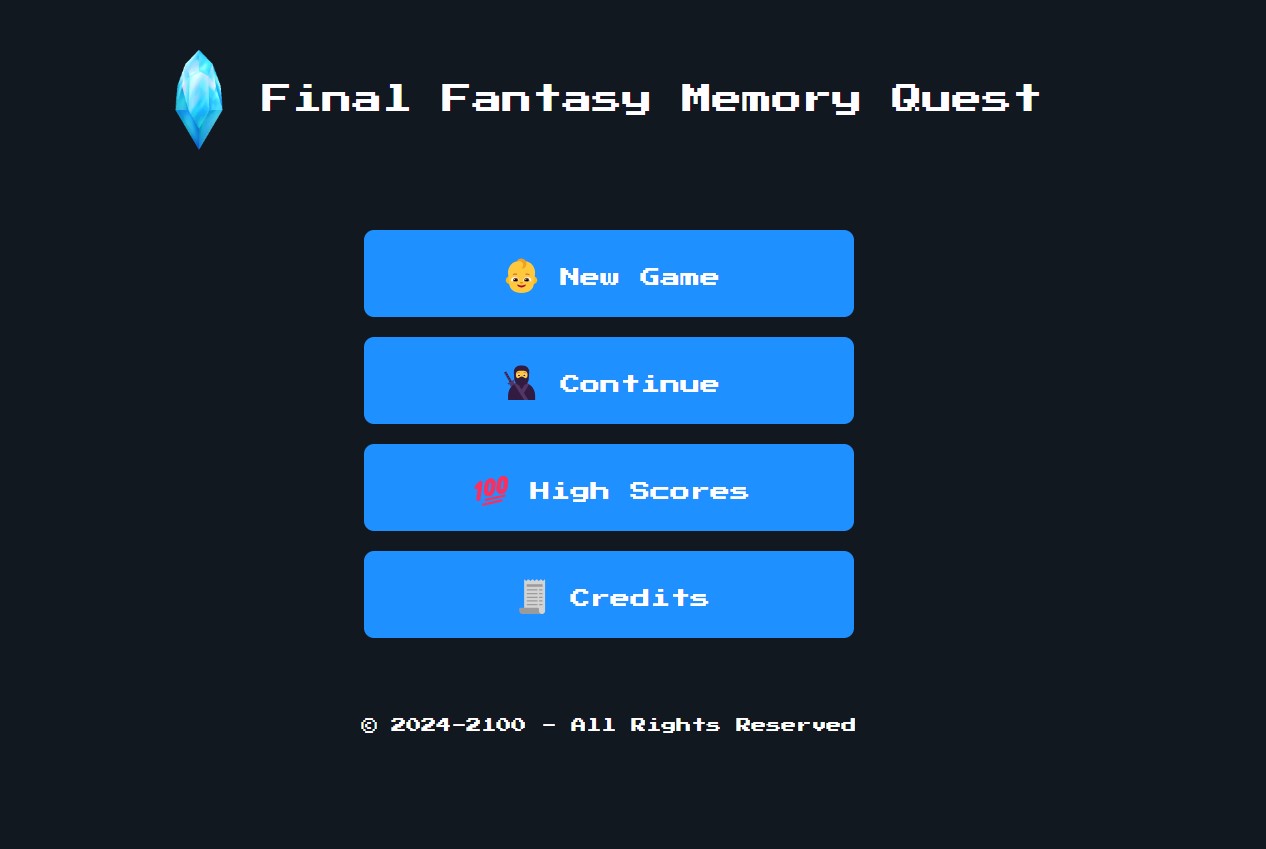 Final Fantasy Memory Quest
New Game
Continue
💯 High Scores
Credits
© 2024-2100 - All Rights Reserved